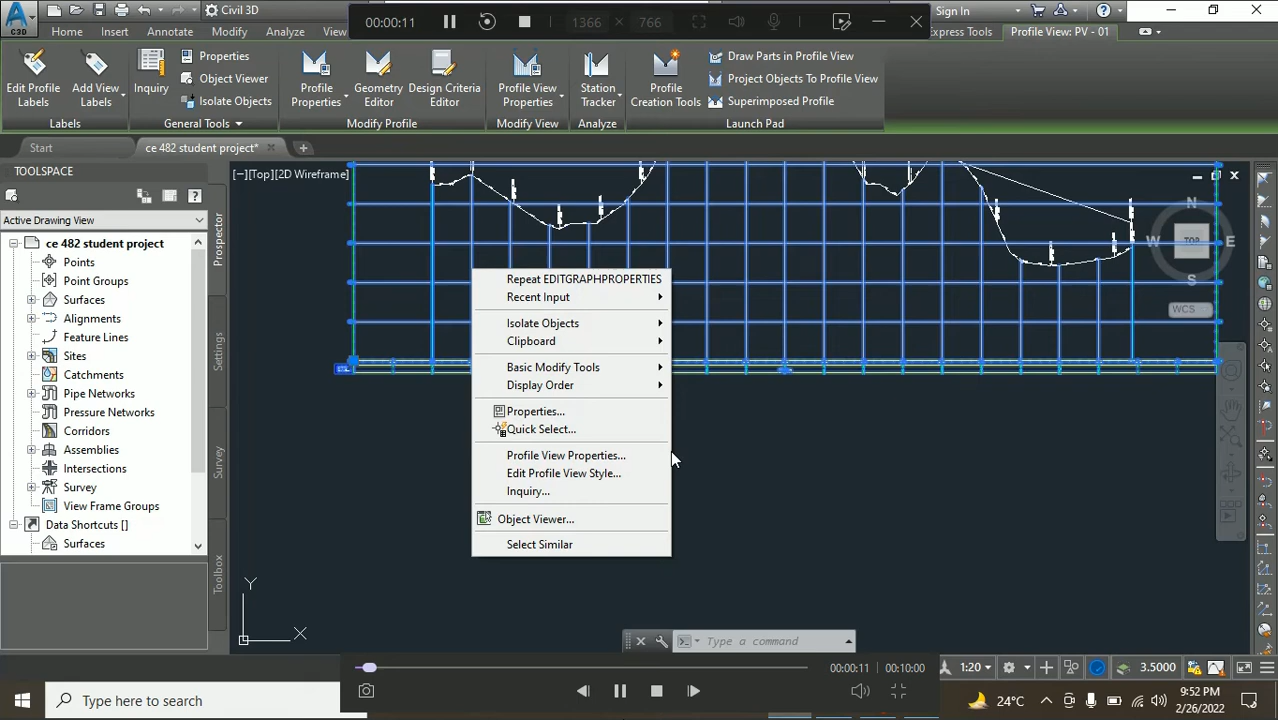 C3D
Civil 3D
00:00:11
1366 × 766
Sign In
Home
Insert
Annotate
Modify
Analyze
View
Express Tools
Profile View: PV - 01
Edit Profile
Labels
Add View
Labels
Labels
Inquiry
Properties
Object Viewer
Isolate Objects
General Tools
Profile
Properties
Geometry
Editor
Design Criteria
Editor
Modify Profile
Profile View
Properties
Modify View
Station
Tracker
Analyze
Profile
Creation Tools
Draw Parts in Profile View
Project Objects To Profile View
Superimposed Profile
Launch Pad
Start
ce 482 student project*
TOOLSPACE
Active Drawing View
ce 482 student project
Points
Point Groups
Surfaces
Alignments
Feature Lines
Sites
Catchments
Pipe Networks
Pressure Networks
Corridors
Assemblies
Intersections
Survey
View Frame Groups
Data Shortcuts []
Surfaces
Prospector
Settings
Survey
Toolbox
[−][Top][2D Wireframe]
N
W
TOP
E
S
WCS
Repeat EDITGRAPHPROPERTIES
Recent Input
Isolate Objects
Clipboard
Basic Modify Tools
Display Order
Properties...
Quick Select...
Profile View Properties...
Edit Profile View Style...
Inquiry...
Object Viewer...
Select Similar
Y
X
Type a command
00:00:11
00:10:00
1:20
3.5000
Type here to search
24°C
9:52 PM
2/26/2022